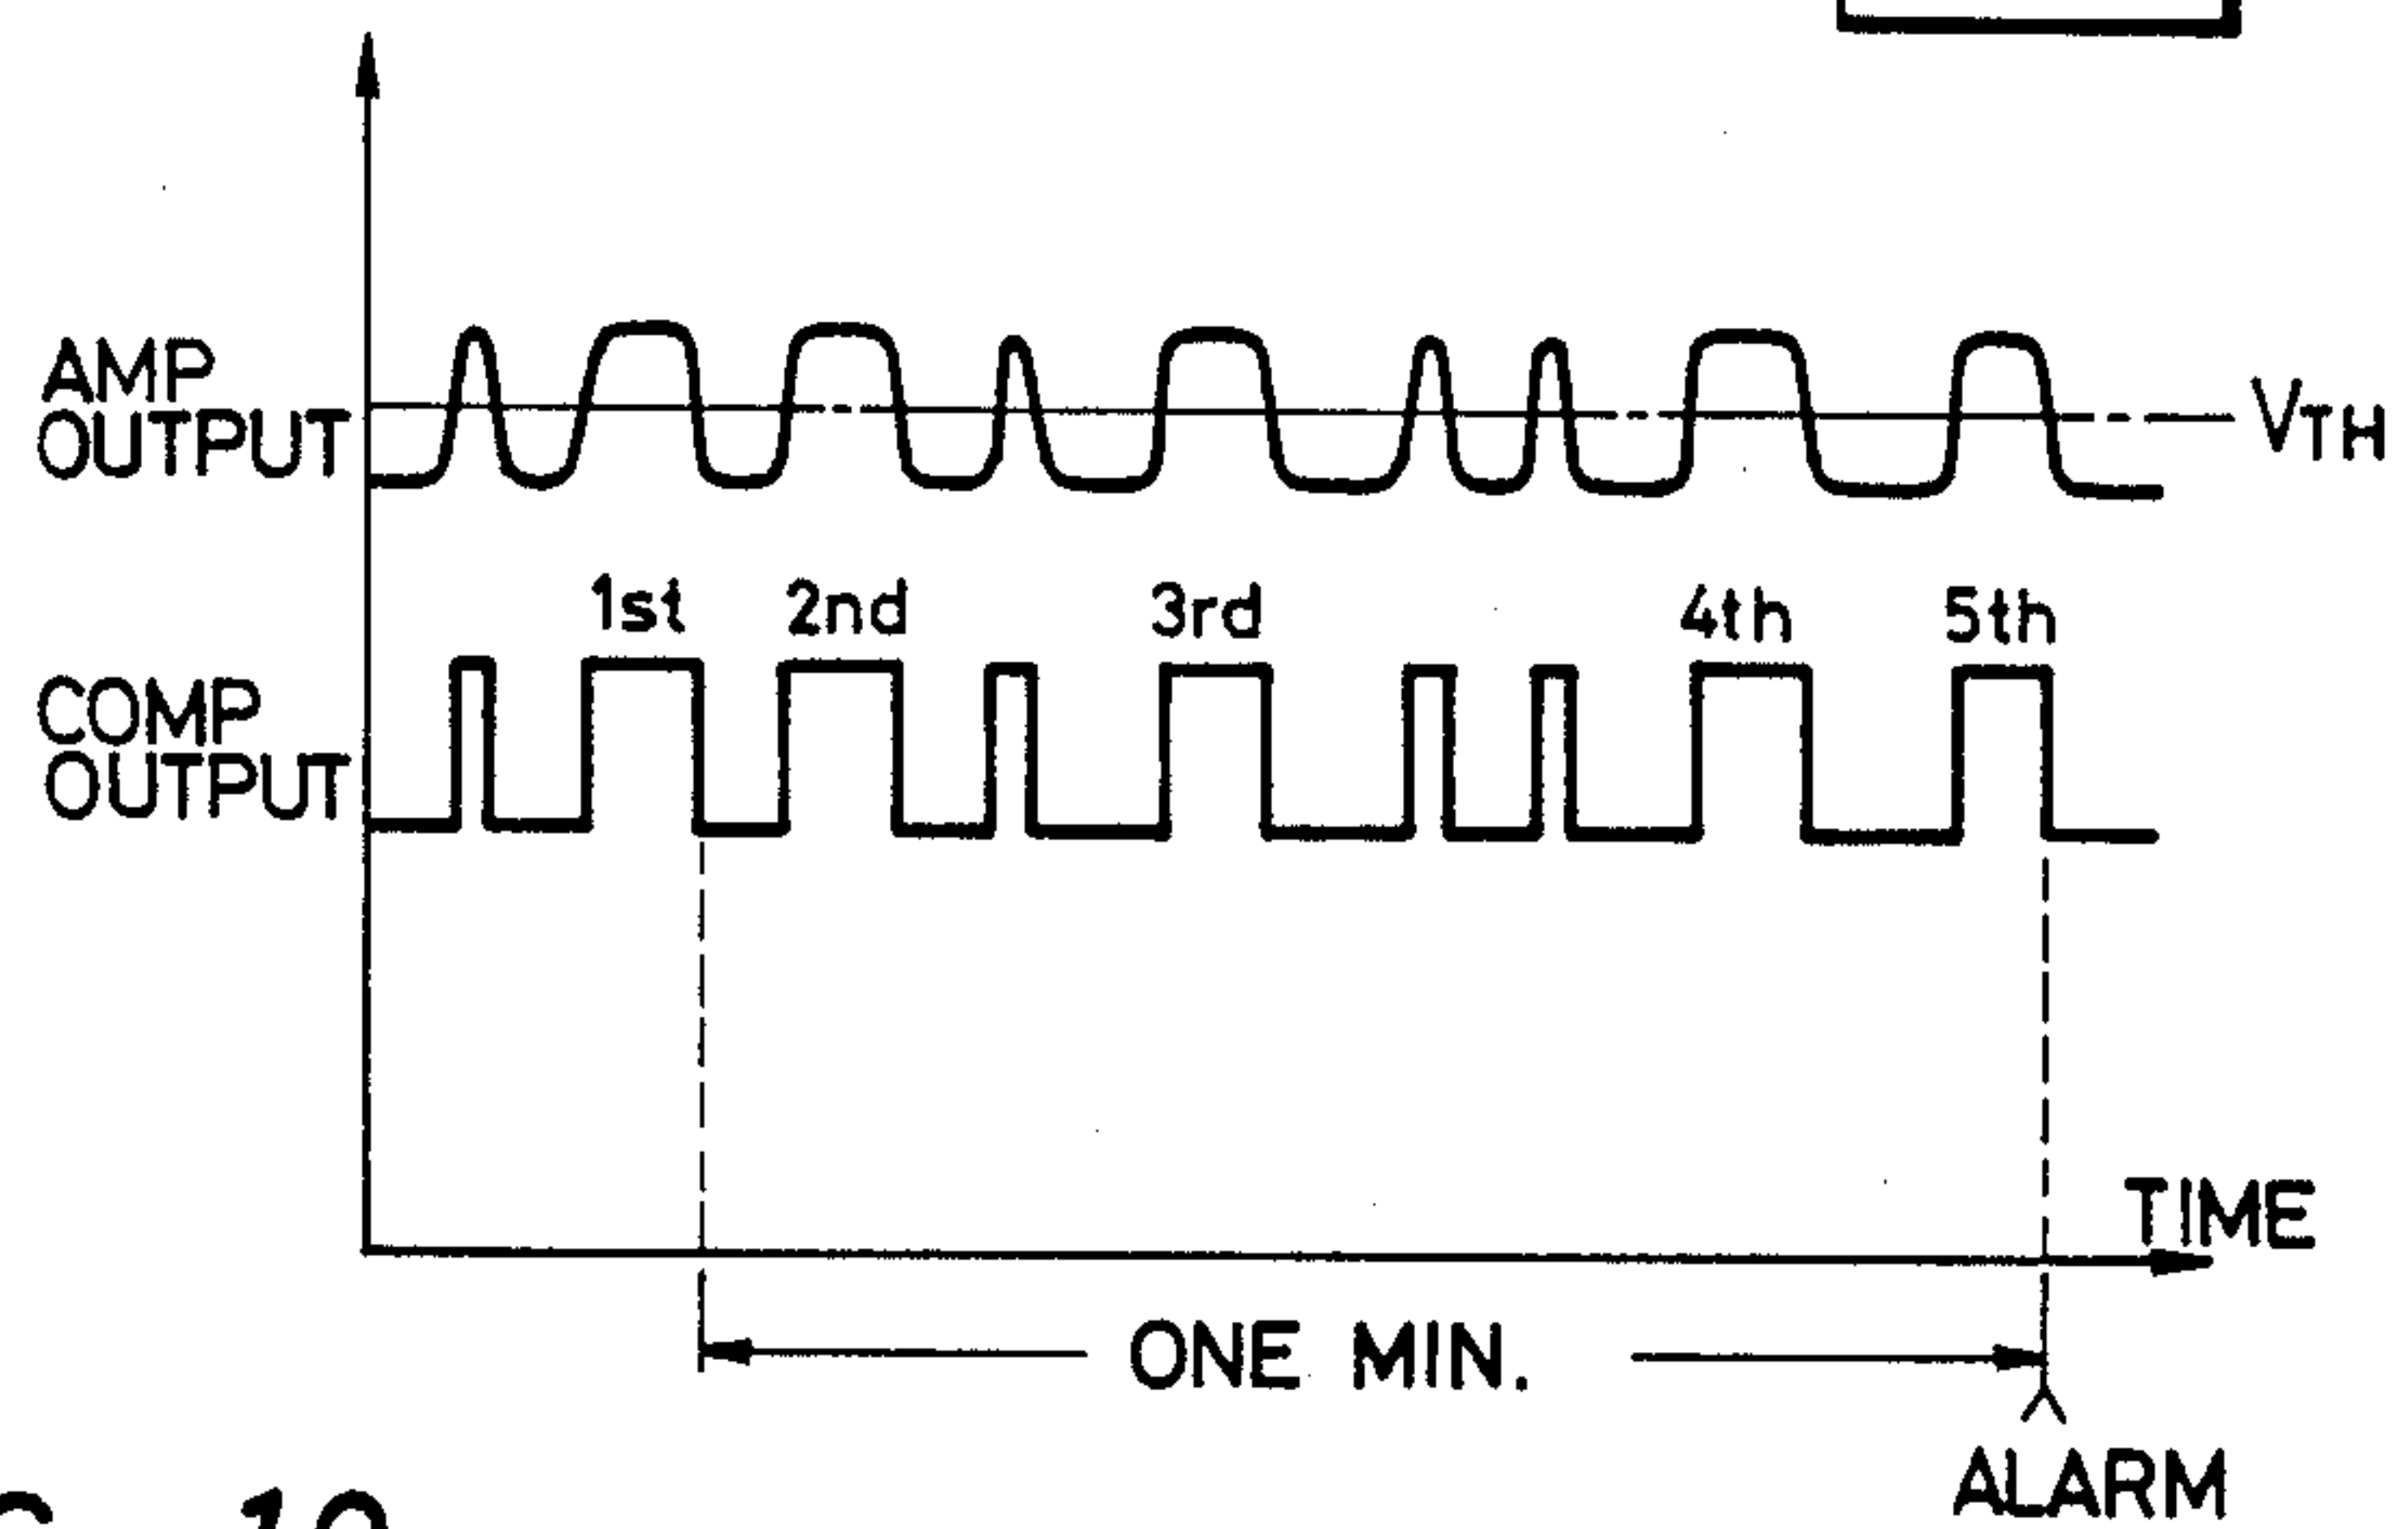 AMP
OUTPUT
VTH
1st 2nd 3rd 4th 5th
COMP
OUTPUT
TIME
ONE MIN.
ALARM